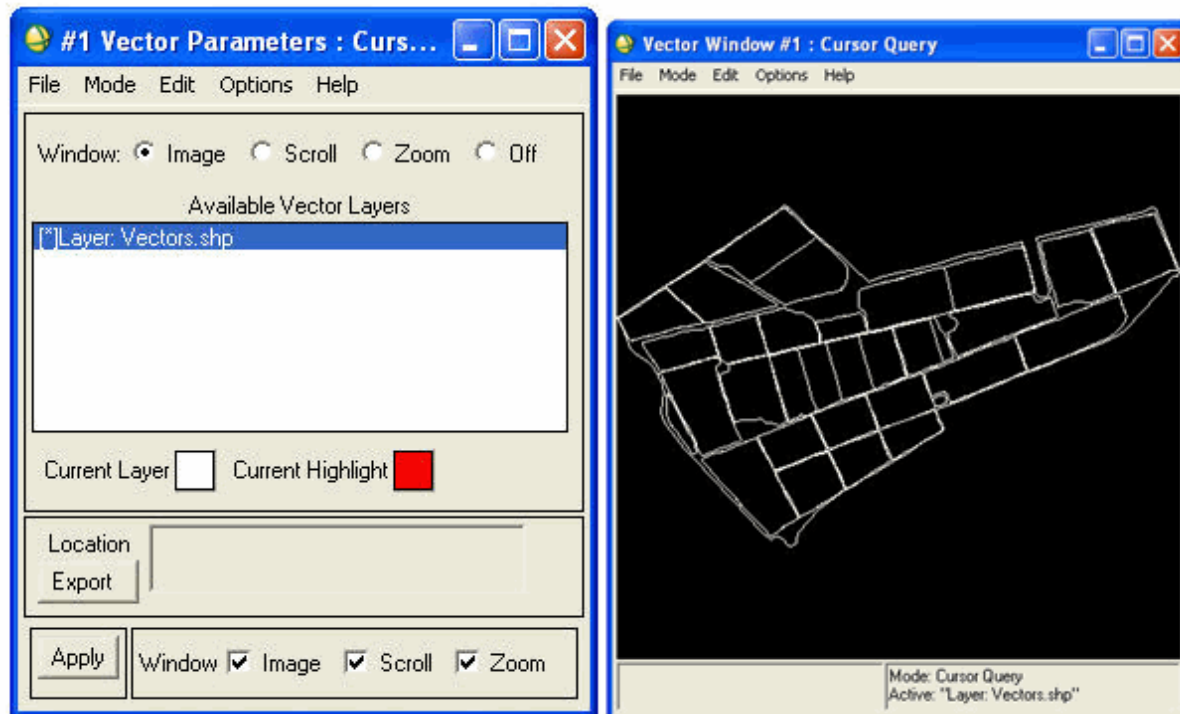 #1 Vector Parameters : Curs...
File Mode Edit Options Help
Window: Image Scroll Zoom Off
Available Vector Layers
[*]Layer: Vectors.shp
Current Layer Current Highlight
Location
Export
Apply Window Image Scroll Zoom
Vector Window #1 : Cursor Query
File Mode Edit Options Help
Mode: Cursor Query
Active: "Layer: Vectors.shp"